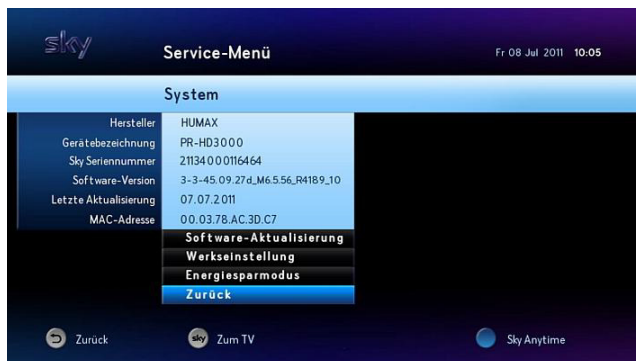 sky
Service-Menü
Fr 08 Jul 2011 10:05
System
Hersteller HUMAX
Gerätebezeichnung PR-HD3000
Sky Seriennummer 21134000116464
Software-Version 3-3-45.09.27d_M6.5.56_R4189_10
Letzte Aktualisierung 07.07.2011
MAC-Adresse 00.03.78.AC.3D.C7
Software-Aktualisierung
Werkseinstellung
Energiesparmodus
Zurück
Zurück sky Zum TV Sky Anytime